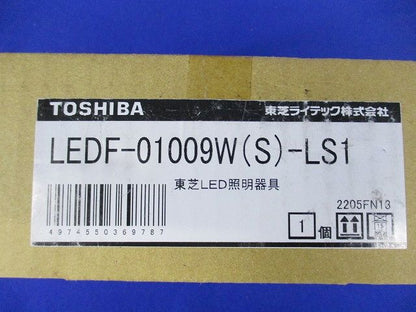 TOSHIBA 東芝ライテック株式会社
LEDF-01009W(S)-LS1
東芝LED照明器具
2205FN13
4974550369787
1個